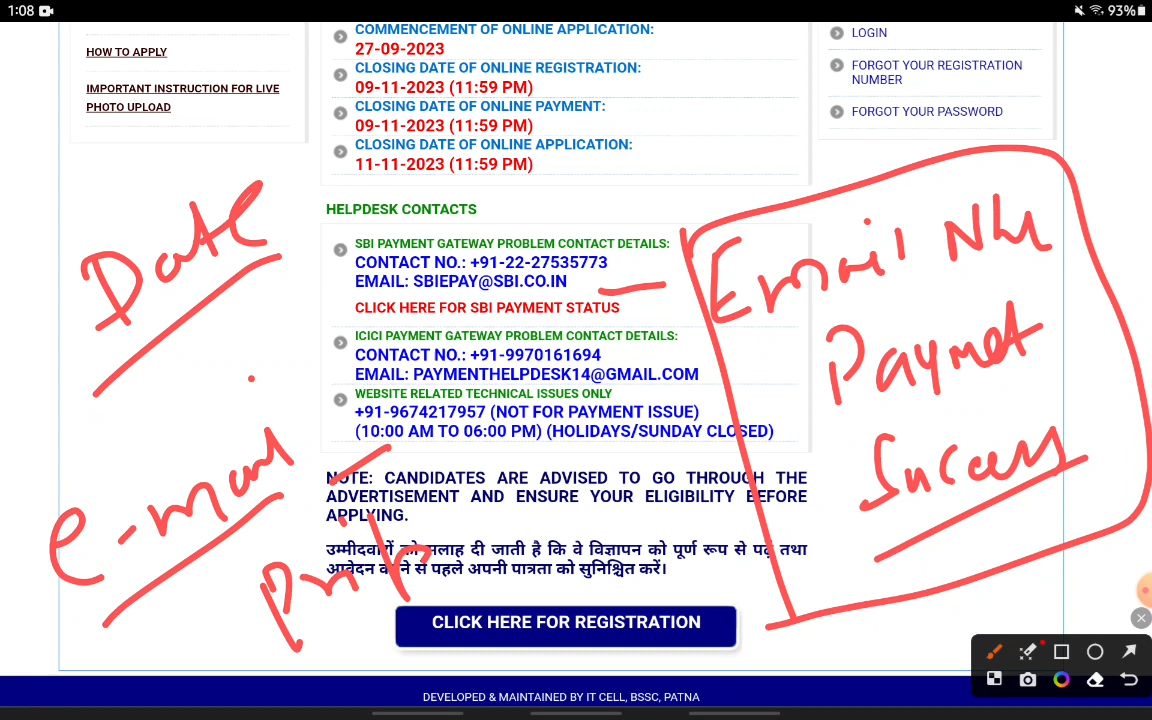 1:08
93%
HOW TO APPLY
IMPORTANT INSTRUCTION FOR LIVE
PHOTO UPLOAD
COMMENCEMENT OF ONLINE APPLICATION:
27-09-2023
CLOSING DATE OF ONLINE REGISTRATION:
09-11-2023 (11:59 PM)
CLOSING DATE OF ONLINE PAYMENT:
09-11-2023 (11:59 PM)
CLOSING DATE OF ONLINE APPLICATION:
11-11-2023 (11:59 PM)
LOGIN
FORGOT YOUR REGISTRATION
NUMBER
FORGOT YOUR PASSWORD
HELPDESK CONTACTS
SBI PAYMENT GATEWAY PROBLEM CONTACT DETAILS:
CONTACT NO.: +91-22-27535773
EMAIL: SBIEPAY@SBI.CO.IN
CLICK HERE FOR SBI PAYMENT STATUS
ICICI PAYMENT GATEWAY PROBLEM CONTACT DETAILS:
CONTACT NO.: +91-9970161694
EMAIL: PAYMENTHELPDESK14@GMAIL.COM
WEBSITE RELATED TECHNICAL ISSUES ONLY
+91-9674217957 (NOT FOR PAYMENT ISSUE)
(10:00 AM TO 06:00 PM) (HOLIDAYS/SUNDAY CLOSED)
NOTE: CANDIDATES ARE ADVISED TO GO THROUGH THE
ADVERTISEMENT AND ENSURE YOUR ELIGIBILITY BEFORE
APPLYING.
उम्मीदवारों को सलाह दी जाती है कि वे विज्ञापन को पूर्ण रूप से पढ़ें तथा
आवेदन करने से पहले अपनी पात्रता को सुनिश्चित करें।
CLICK HERE FOR REGISTRATION
DEVELOPED & MAINTAINED BY IT CELL, BSSC, PATNA
Date
e-mail
Email
Paymet
Success